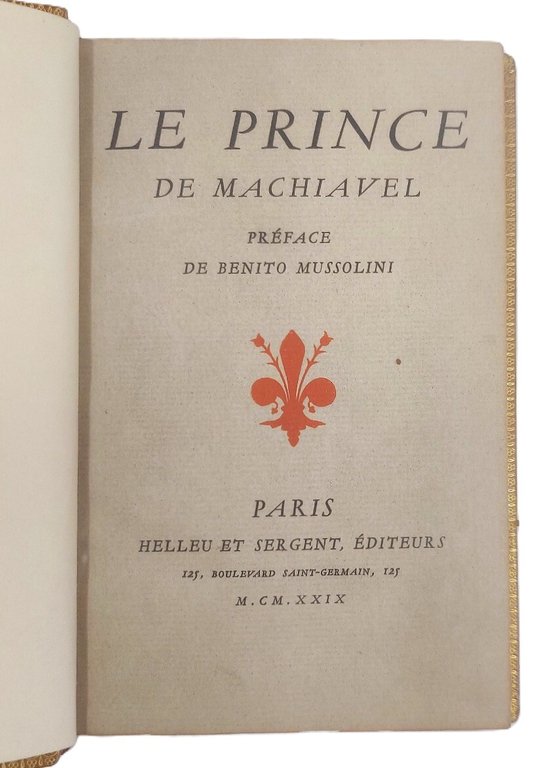 LE PRINCE
DE MACHIAVEL
PRÉFACE
DE BENITO MUSSOLINI
PARIS
HELLEU ET SERGENT, ÉDITEURS
125, BOULEVARD SAINT-GERMAIN, 125
M.CM.XXIX